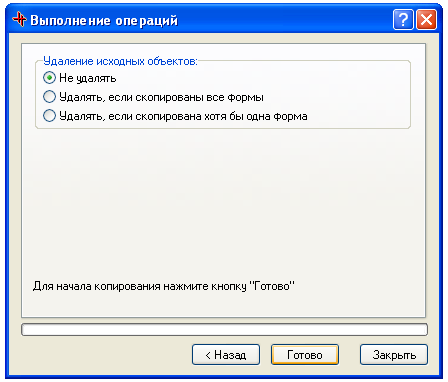 Выполнение операций
Удаление исходных объектов:
Не удалять
Удалять, если скопированы все формы
Удалять, если скопирована хотя бы одна форма
Для начала копирования нажмите кнопку "Готово"
< Назад
Готово
Закрыть